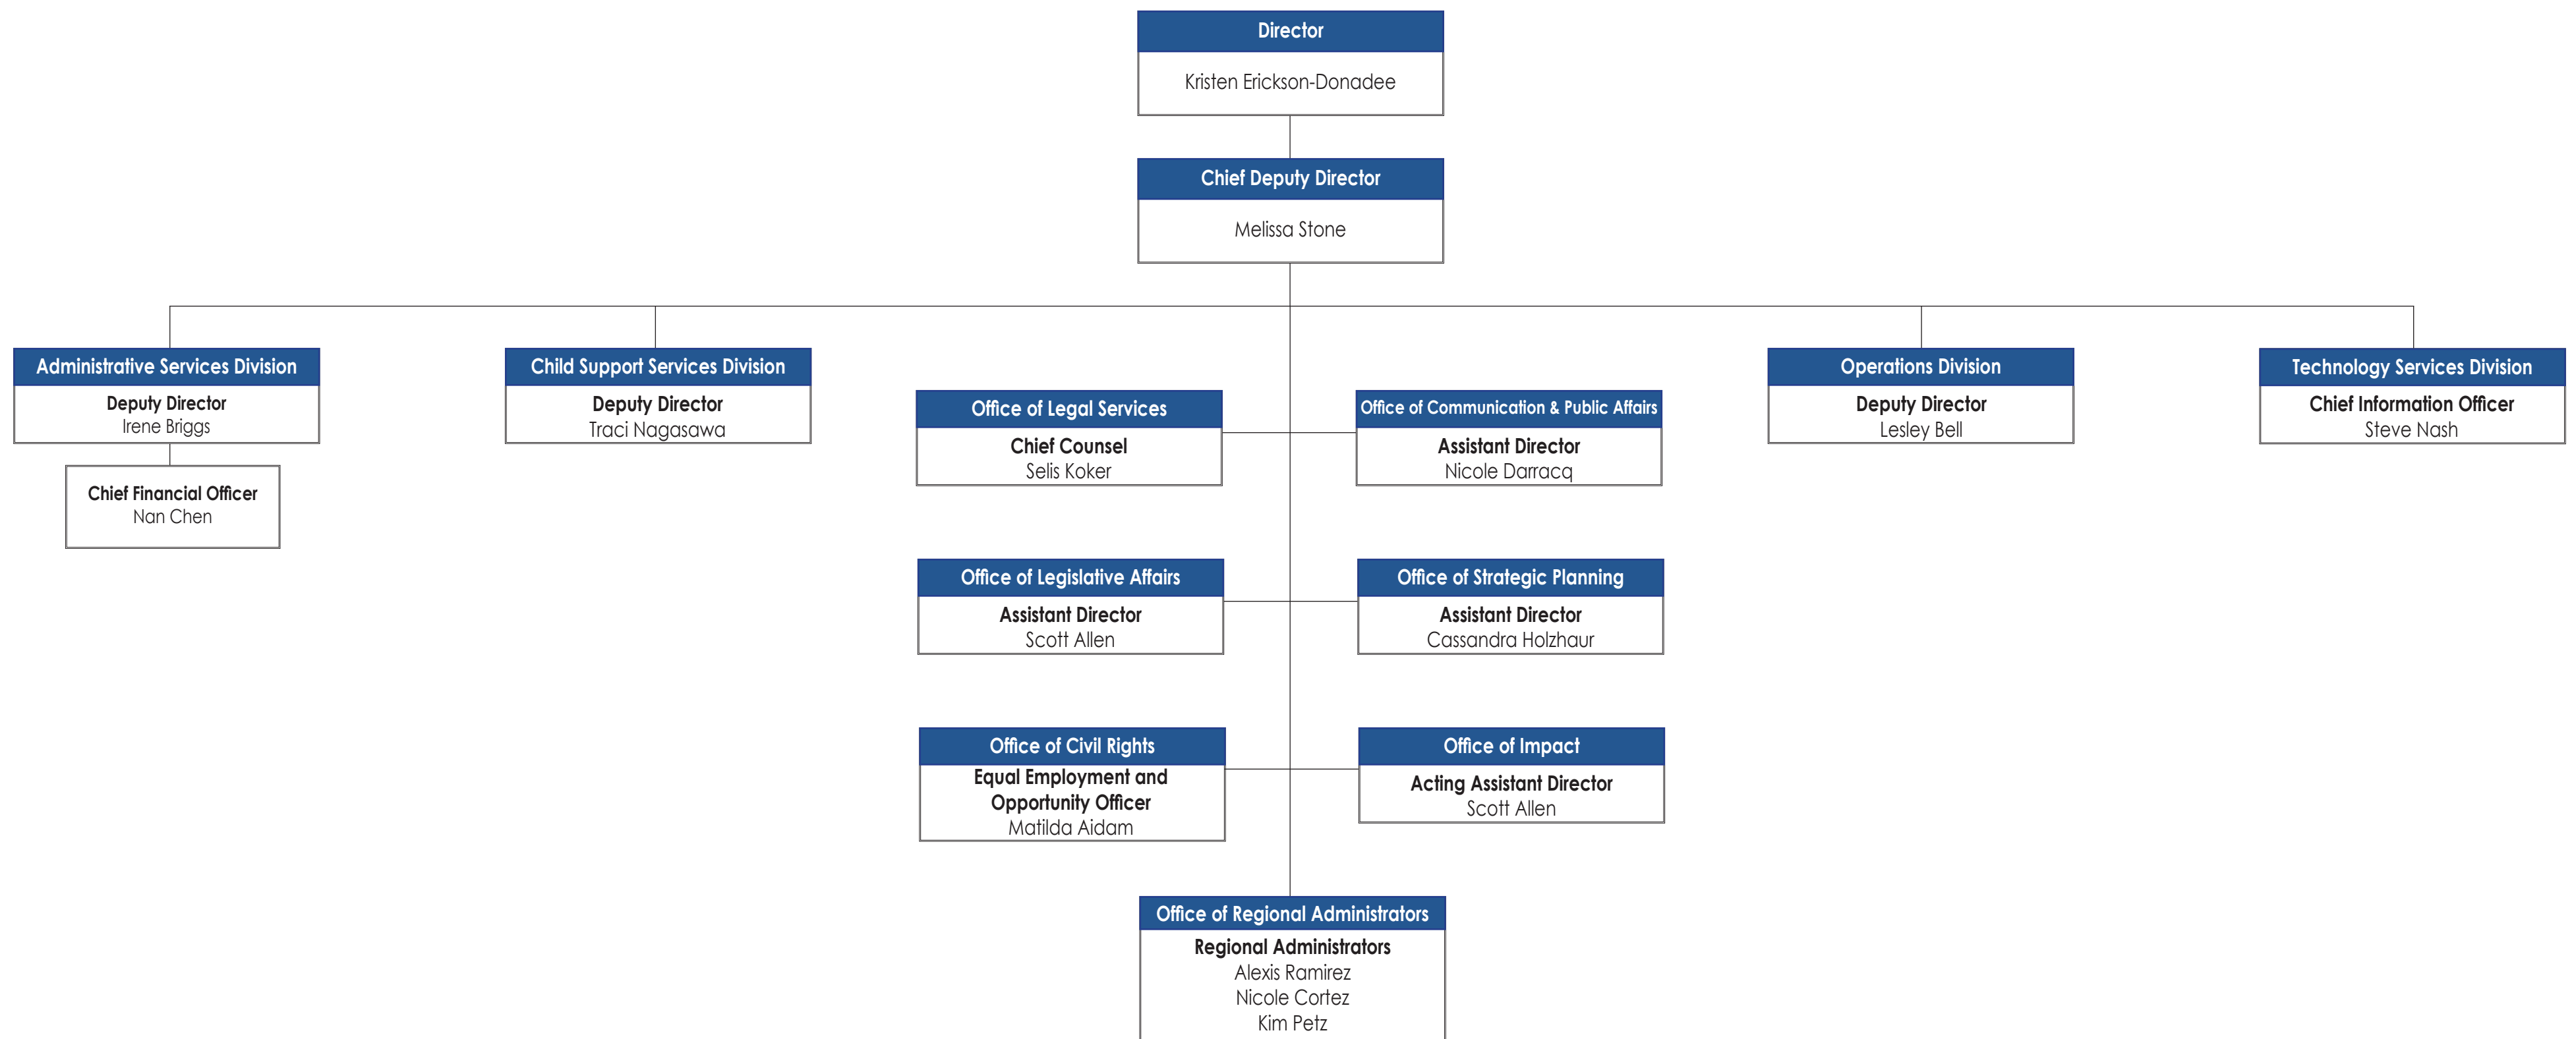 Director
Kristen Erickson-Donadee
Chief Deputy Director
Melissa Stone
Administrative Services Division
Deputy Director
Irene Briggs
Chief Financial Officer
Nan Chen
Child Support Services Division
Deputy Director
Traci Nagasawa
Office of Legal Services
Chief Counsel
Selis Koker
Office of Communication & Public Affairs
Assistant Director
Nicole Darracq
Operations Division
Deputy Director
Lesley Bell
Technology Services Division
Chief Information Officer
Steve Nash
Office of Legislative Affairs
Assistant Director
Scott Allen
Office of Strategic Planning
Assistant Director
Cassandra Holzhaur
Office of Civil Rights
Equal Employment and
Opportunity Officer
Matilda Aidam
Office of Impact
Acting Assistant Director
Scott Allen
Office of Regional Administrators
Regional Administrators
Alexis Ramirez
Nicole Cortez
Kim Petz